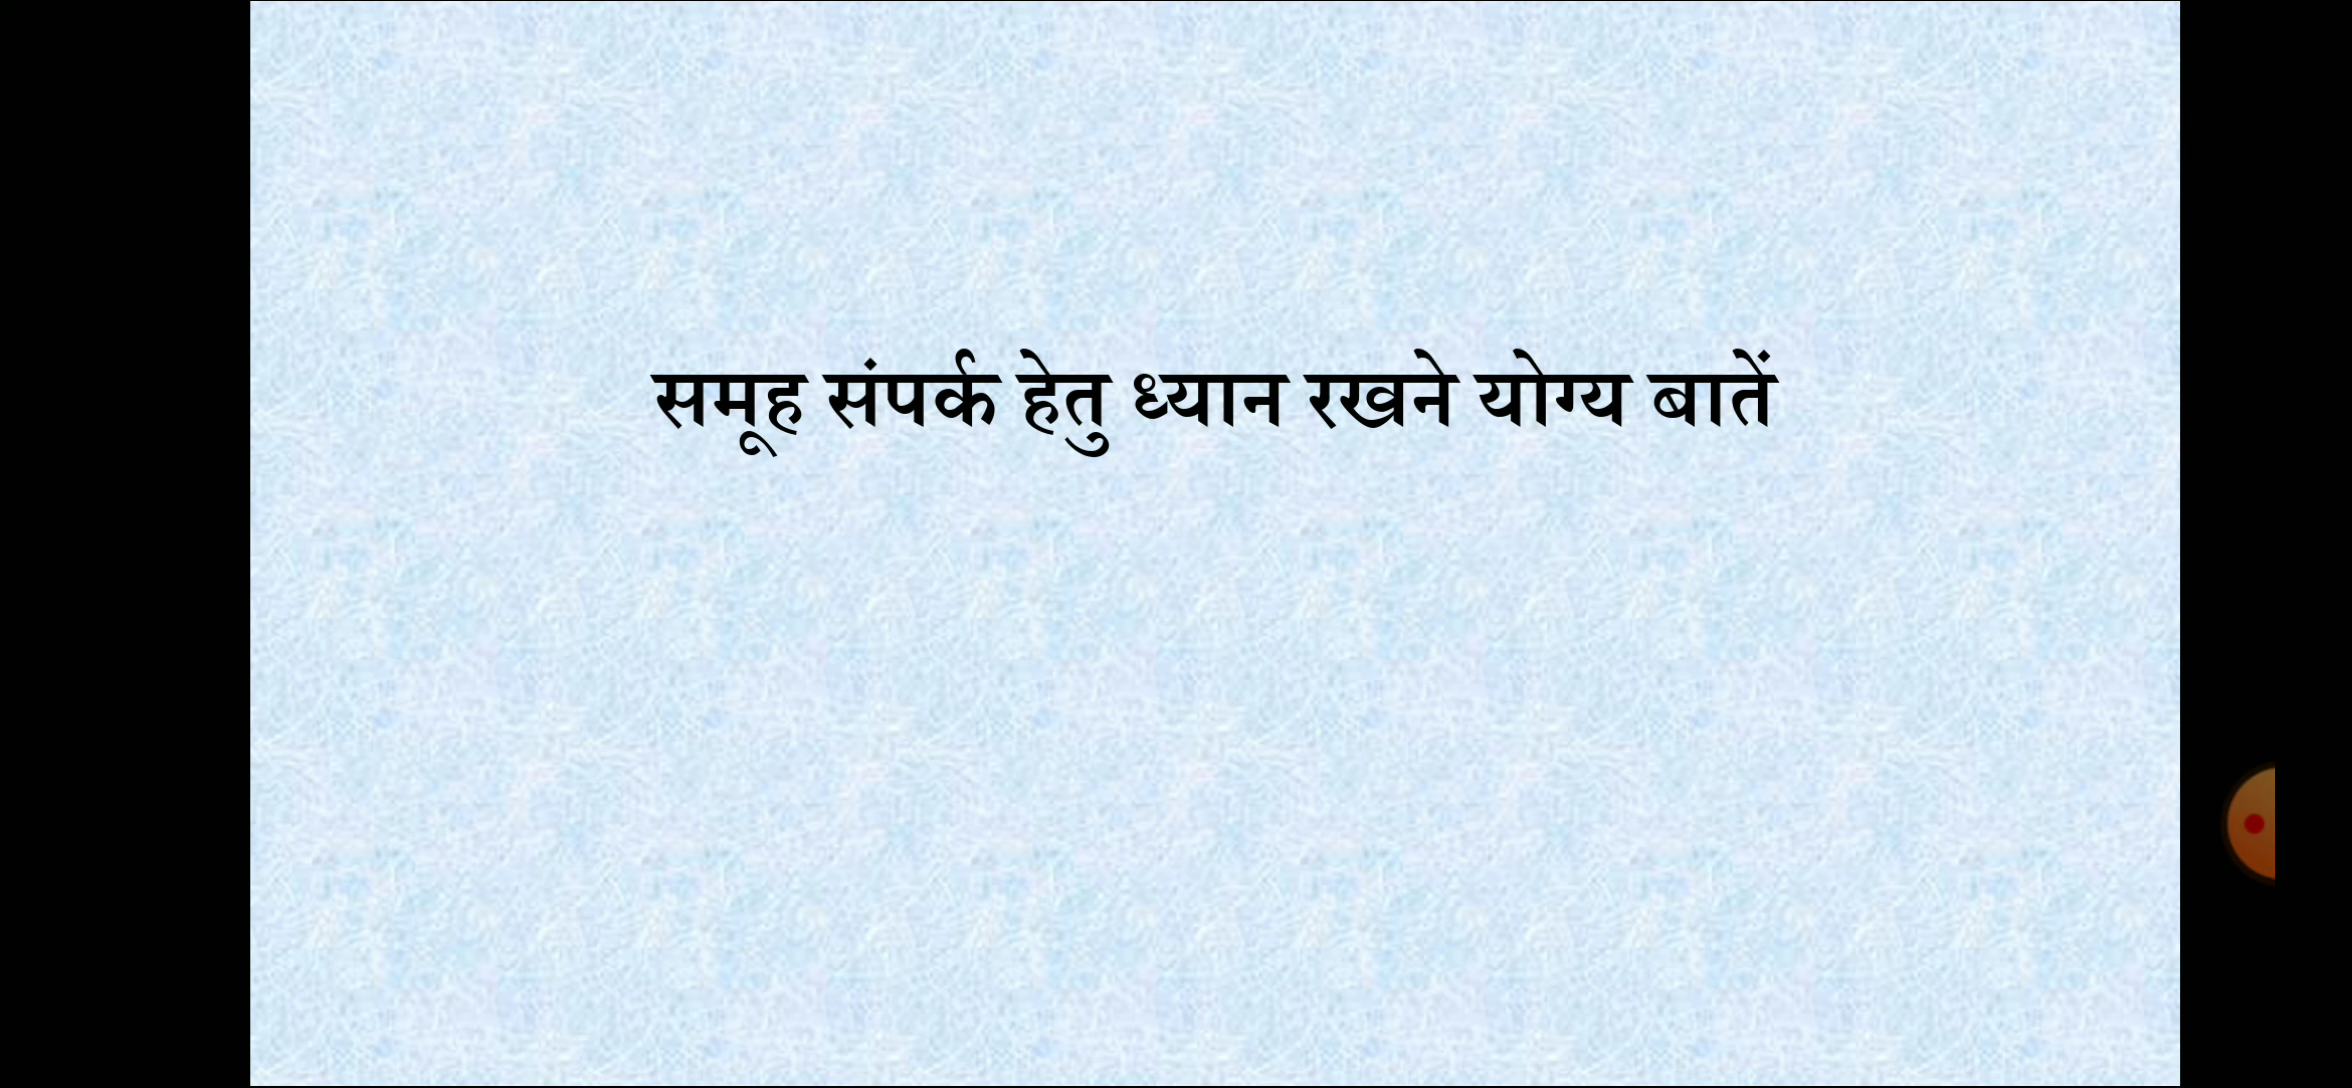 समूह संपर्क हेतु ध्यान रखने योग्य बातें